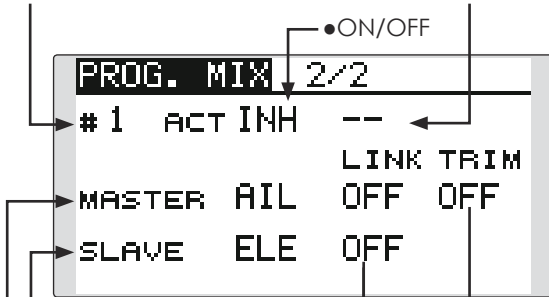 ●ON/OFF
PROG. MIX 2/2
#1 ACT INH --
LINK TRIM
MASTER AIL OFF OFF
SLAVE ELE OFF